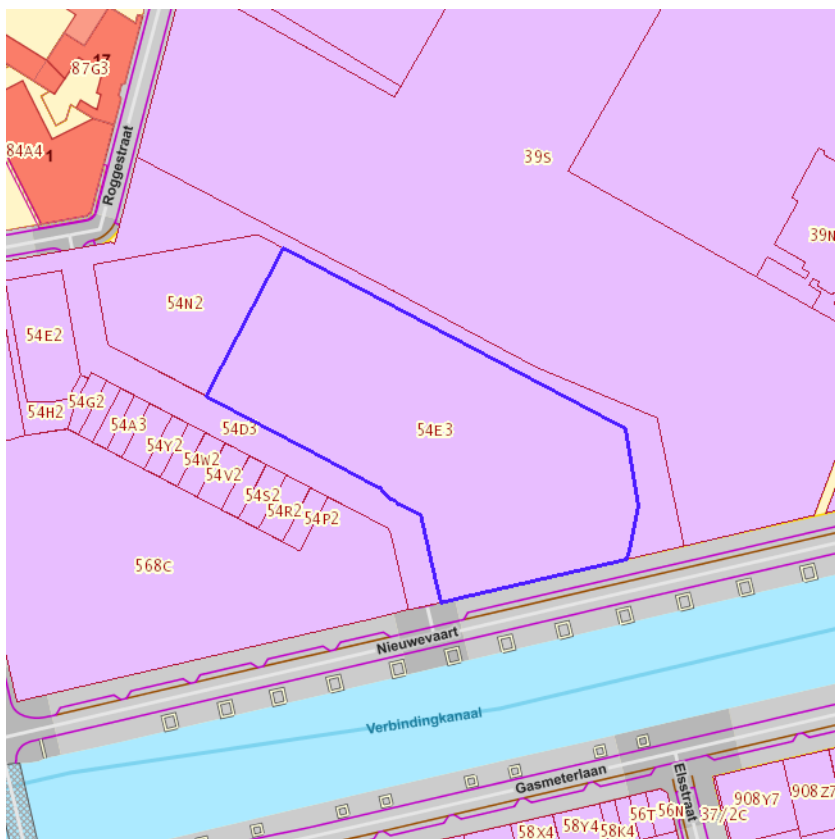 17
87G3
84A4
1
Roggestraat
39S
39N
54N2
54E2
54G2
54H2
54A3
54D3
54E3
54Y2
54W2
54V2
54S2
54R2
54P2
568C
Nieuwevaart
Verbindingkanaal
Gasmeterlaan
Elsstraat
908Z7
908Y7
37/2C
56N
56T
58K4
58Y4
58X4